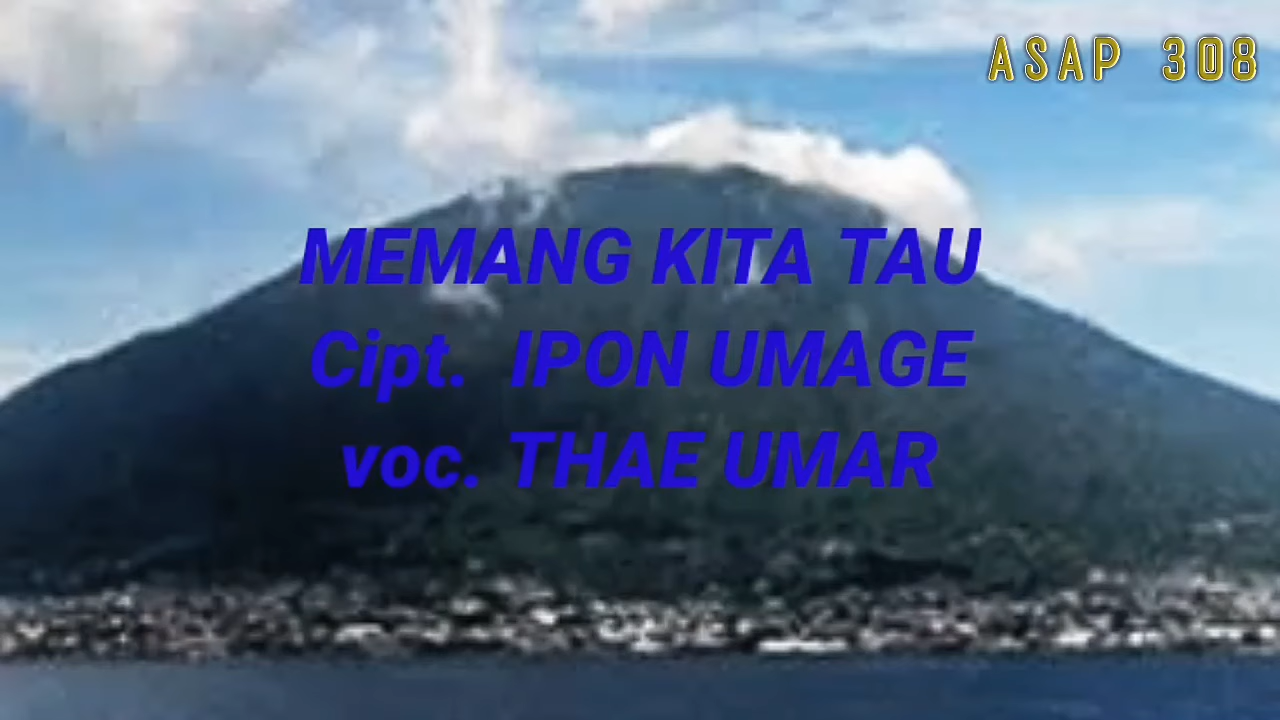 ASAP 308
MEMANG KITA TAU
Cipt. IPON UMAGE
voc. THAE UMAR